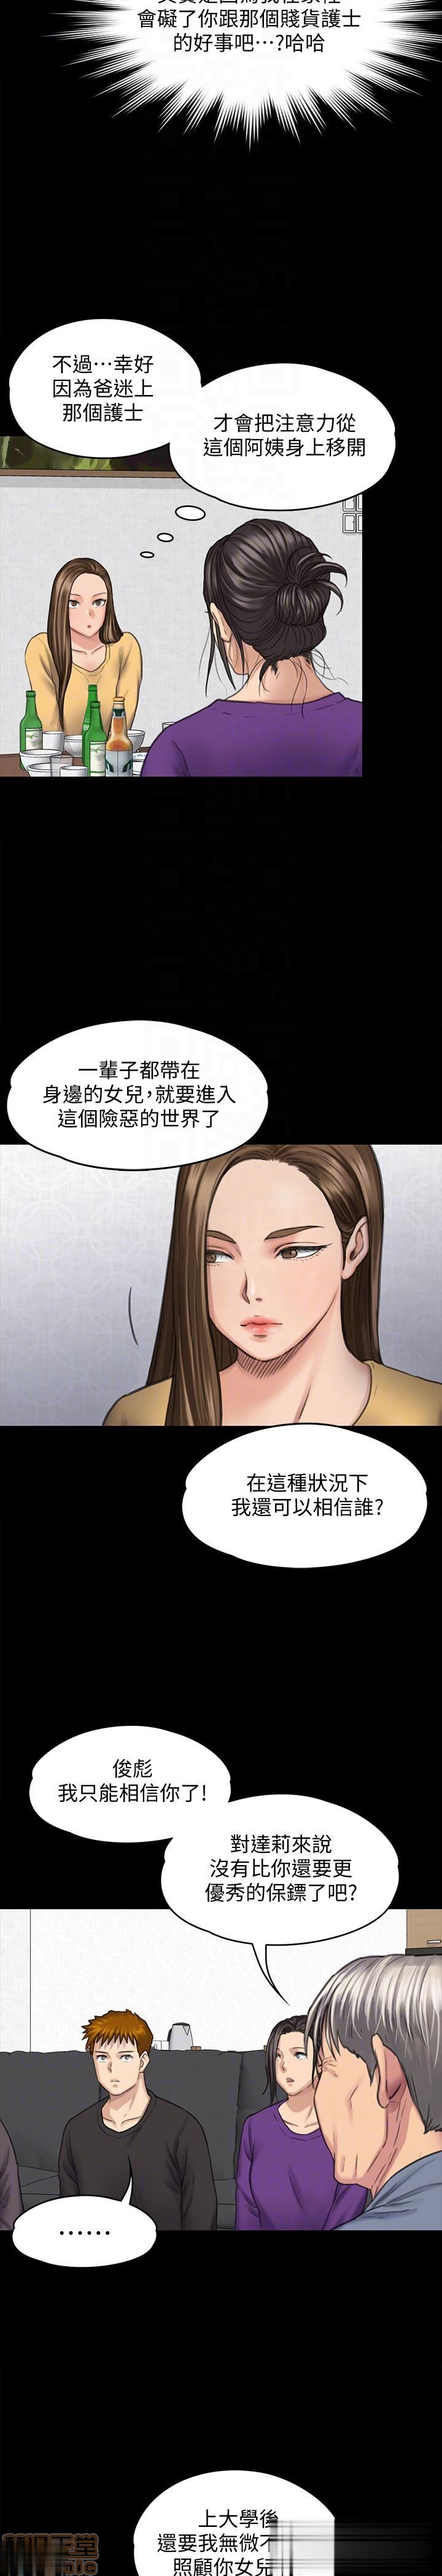 會礙了你跟那個賤貨護士
的好事吧…?哈哈
不過…幸好
因為爸迷上
那個護士
才會把注意力從
這個阿姨身上移開
一輩子都帶在
身邊的女兒,就要進入
這個險惡的世界了
在這種狀況下
我還可以相信誰?
俊彪
我只能相信你了!
對達莉來說
沒有比你還要更
優秀的保鏢了吧?
......
上大學後
還要我無微不
照顧你女兒